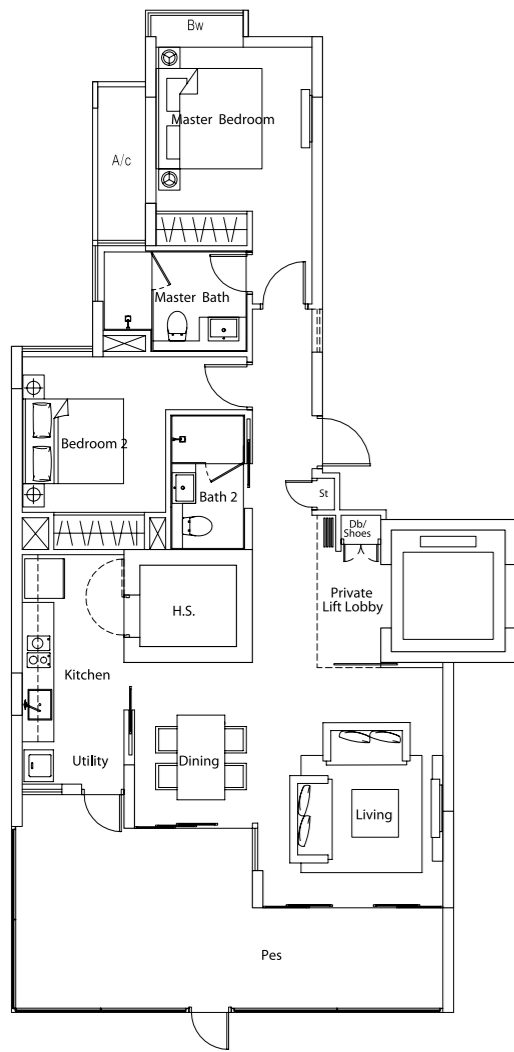 Bw
Master Bedroom
A/c
Master Bath
Bedroom 2
Bath 2
St
Db/
Shoes
Private
Lift Lobby
H.S.
Kitchen
Utility
Dining
Living
Pes